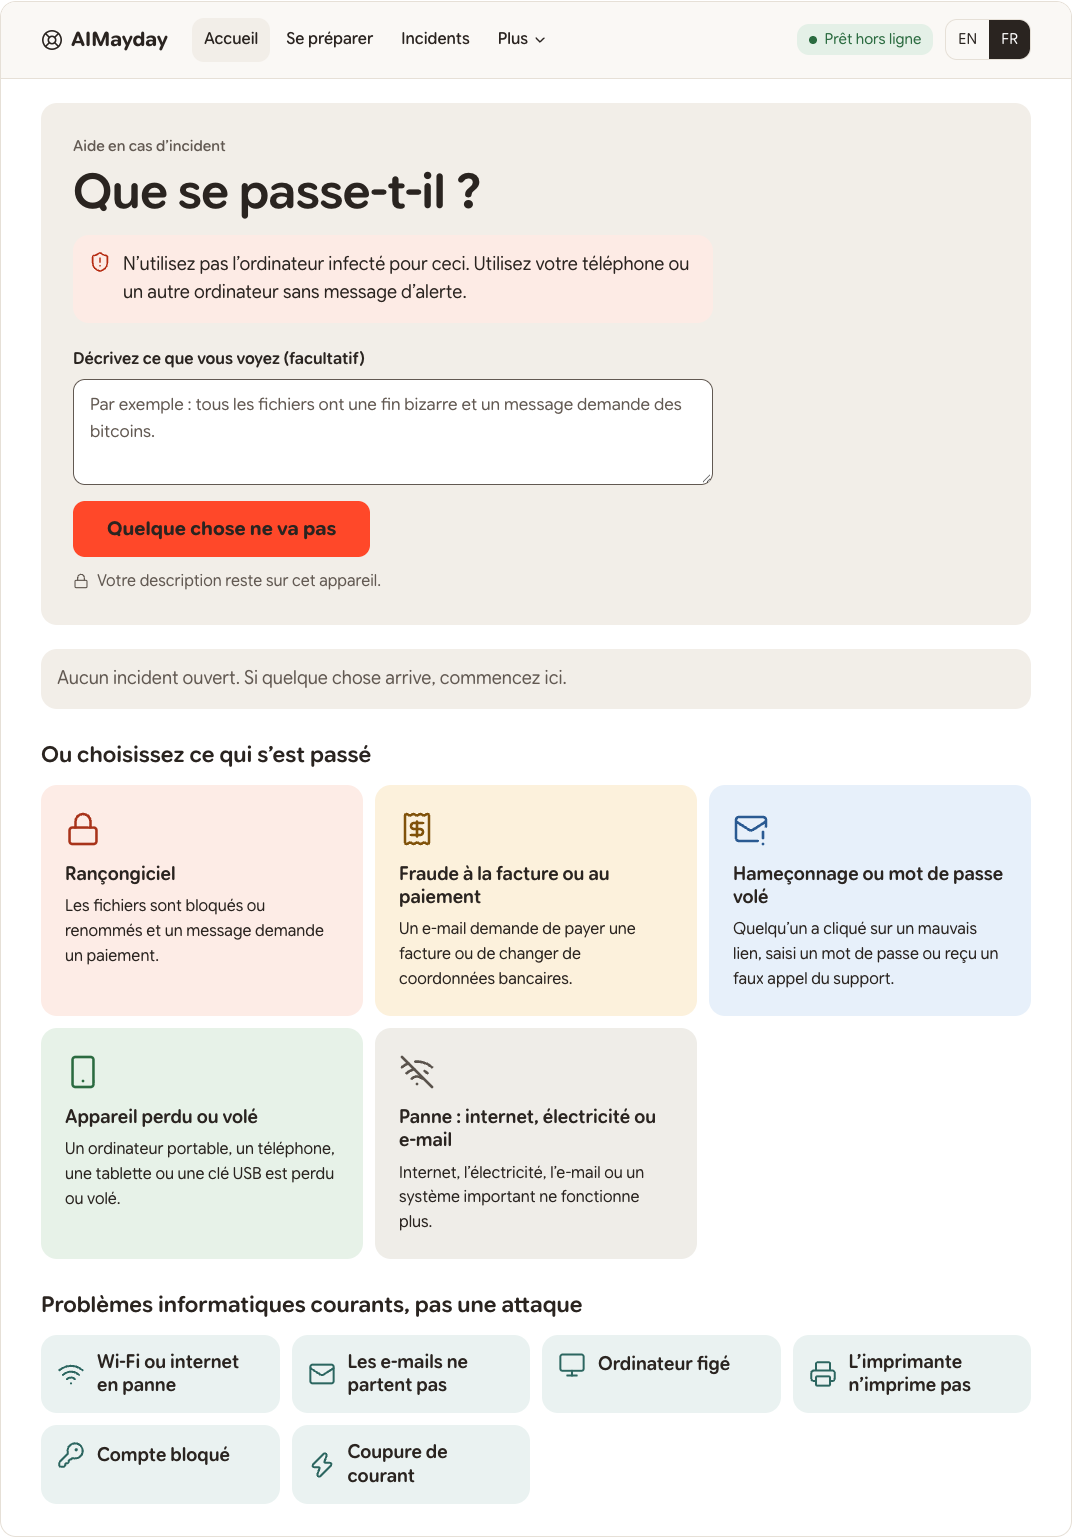 AIMayday
Accueil
Se préparer
Incidents
Plus
Prêt hors ligne
EN
FR
Aide en cas d’incident
Que se passe-t-il ?
N’utilisez pas l’ordinateur infecté pour ceci. Utilisez votre téléphone ou
un autre ordinateur sans message d’alerte.
Décrivez ce que vous voyez (facultatif)
Par exemple : tous les fichiers ont une fin bizarre et un message demande des
bitcoins.
Quelque chose ne va pas
Votre description reste sur cet appareil.
Aucun incident ouvert. Si quelque chose arrive, commencez ici.
Ou choisissez ce qui s’est passé
Rançongiciel
Les fichiers sont bloqués ou
renommés et un message demande
un paiement.
Fraude à la facture ou au
paiement
Un e-mail demande de payer une
facture ou de changer de
coordonnées bancaires.
Hameçonnage ou mot de passe
volé
Quelqu’un a cliqué sur un mauvais
lien, saisi un mot de passe ou reçu un
faux appel du support.
Appareil perdu ou volé
Un ordinateur portable, un téléphone,
une tablette ou une clé USB est perdu
ou volé.
Panne : internet, électricité ou
e-mail
Internet, l’électricité, l’e-mail ou un
système important ne fonctionne
plus.
Problèmes informatiques courants, pas une attaque
Wi-Fi ou internet
en panne
Les e-mails ne
partent pas
Ordinateur figé
L’imprimante
n’imprime pas
Compte bloqué
Coupure de
courant